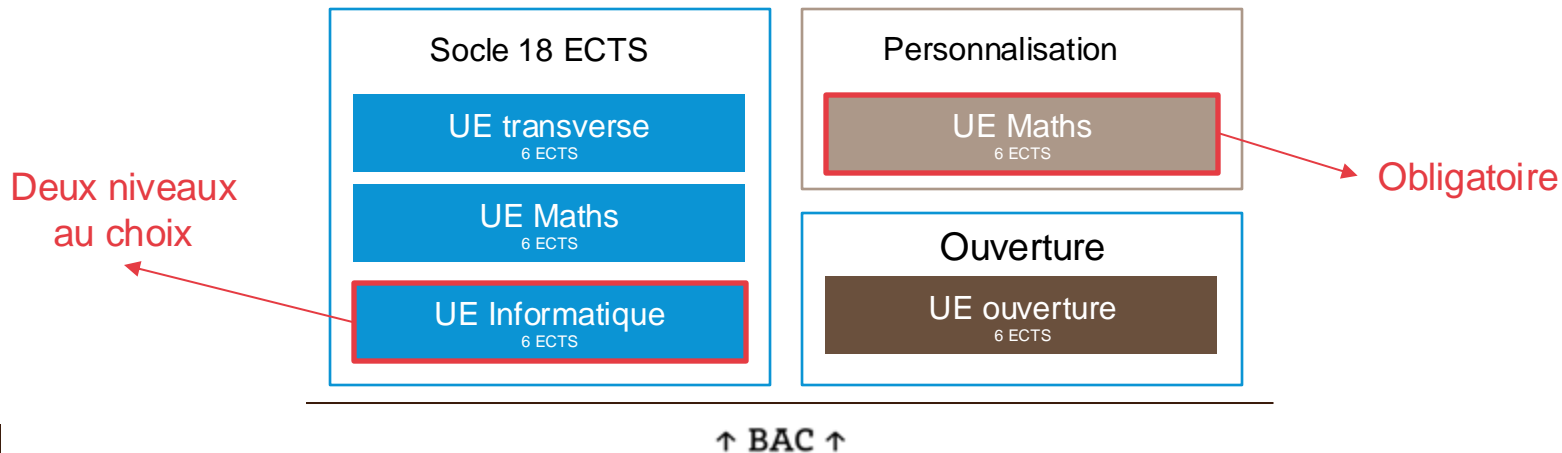 Socle 18 ECTS
UE transverse
6 ECTS
UE Maths
6 ECTS
UE Informatique
6 ECTS
Deux niveaux
au choix
Personnalisation
UE Maths
6 ECTS
Obligatoire
Ouverture
UE ouverture
6 ECTS
↑ BAC ↑